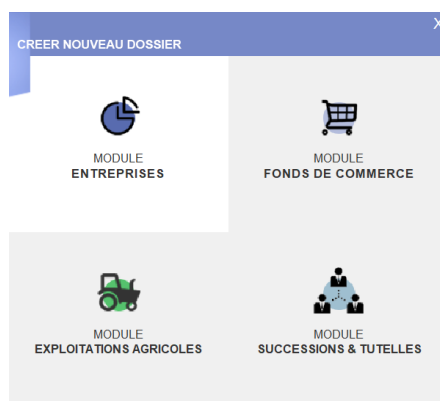 X
CREER NOUVEAU DOSSIER
MODULE
ENTREPRISES
MODULE
FONDS DE COMMERCE
MODULE
EXPLOITATIONS AGRICOLES
MODULE
SUCCESSIONS & TUTELLES